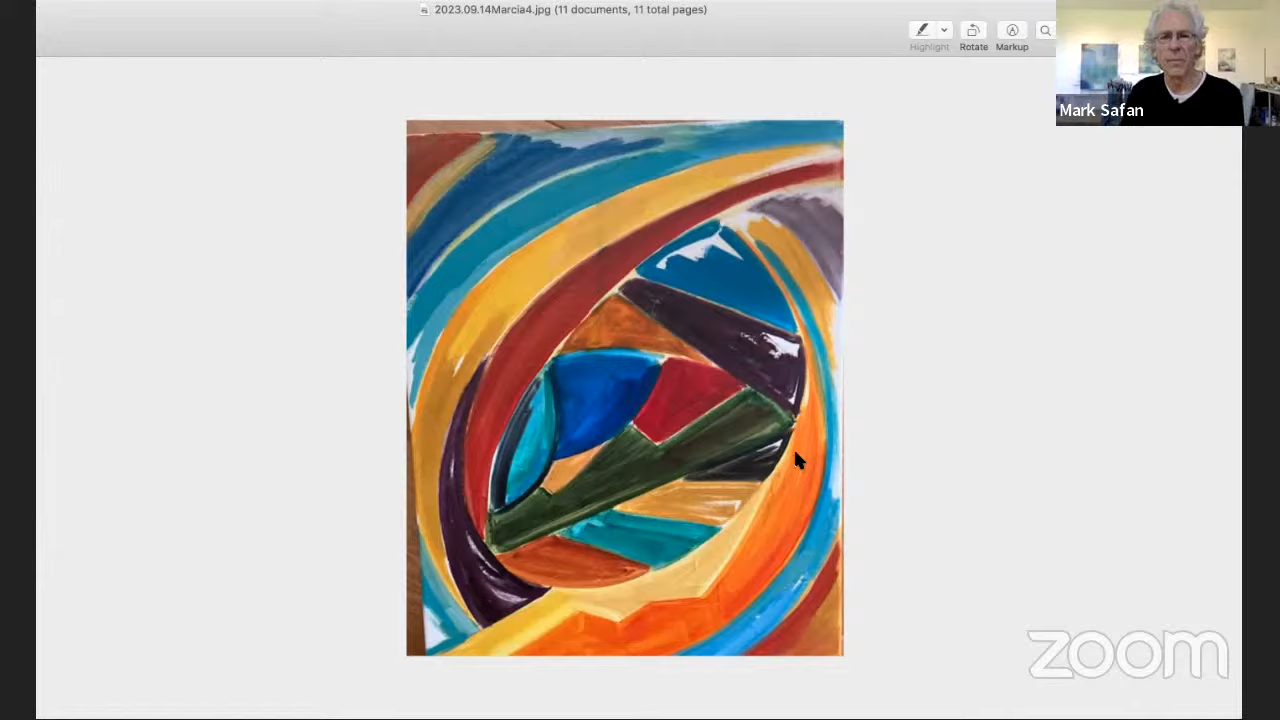 2023.09.14Marcia4.jpg (11 documents, 11 total pages)
Highlight
Rotate
Markup
Mark Safan
zoom